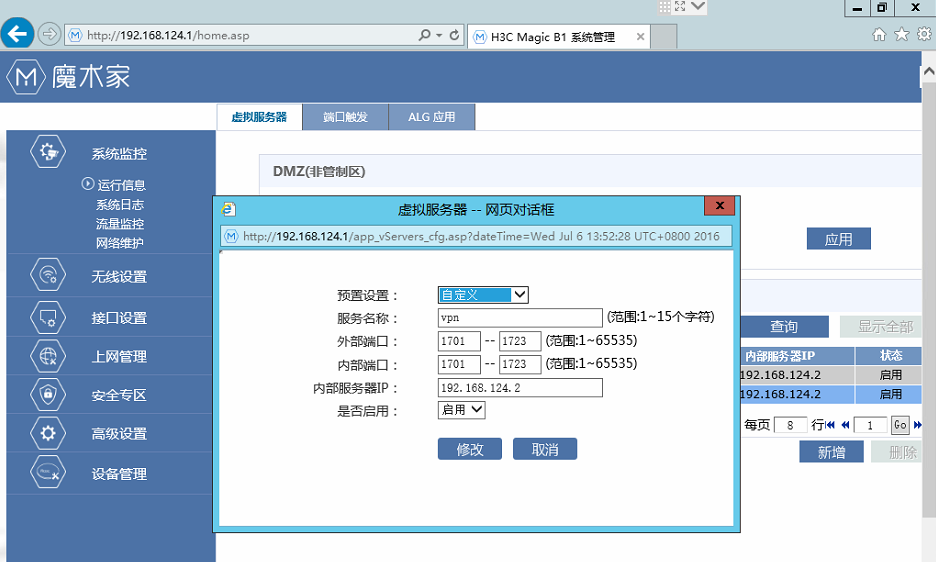 http://192.168.124.1/home.asp
H3C Magic B1 系统管理
魔术家
虚拟服务器 端口触发 ALG 应用
系统监控
运行信息
系统日志
流量监控
网络维护
无线设置
接口设置
上网管理
安全专区
高级设置
设备管理
DMZ(非管制区)
应用
虚拟服务器 -- 网页对话框
http://192.168.124.1/app_vServers_cfg.asp?dateTime=Wed Jul 6 13:52:28 UTC+0800 2016
预置设置： 自定义
服务名称： vpn (范围:1~15个字符)
外部端口： 1701 -- 1723 (范围:1~65535)
内部端口： 1701 -- 1723 (范围:1~65535)
内部服务器IP： 192.168.124.2
是否启用： 启用
修改 取消
查询 显示全部
内部服务器IP 状态
192.168.124.2 启用
192.168.124.2 启用
每页 8 行 1 Go
新增 删除